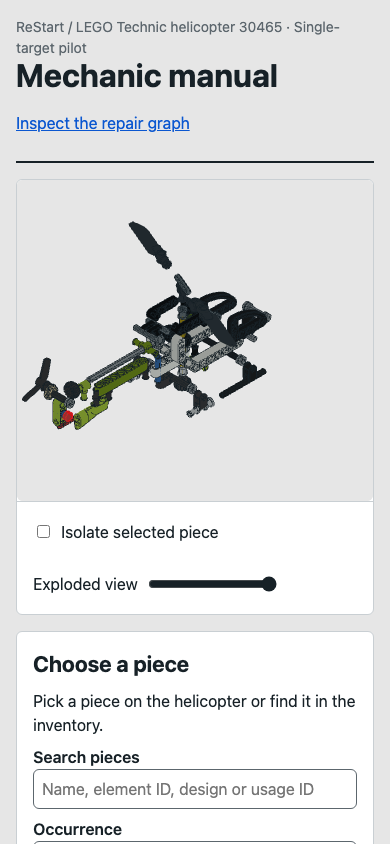 ReStart / LEGO Technic helicopter 30465 · Single-
target pilot
Mechanic manual
Inspect the repair graph
Isolate selected piece
Exploded view
Choose a piece
Pick a piece on the helicopter or find it in the
inventory.
Search pieces
Name, element ID, design or usage ID
Occurrence